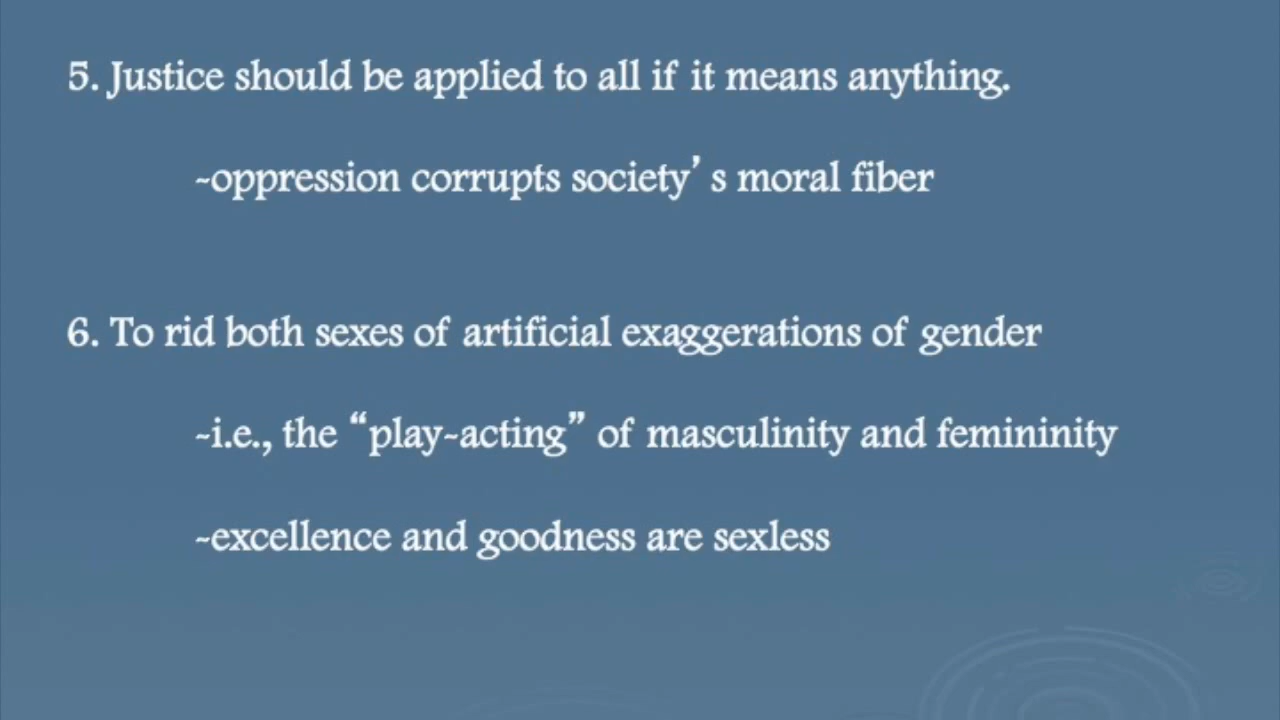 5. Justice should be applied to all if it means anything.
-oppression corrupts society’ s moral fiber
6. To rid both sexes of artificial exaggerations of gender
-i.e., the “play-acting” of masculinity and femininity
-excellence and goodness are sexless